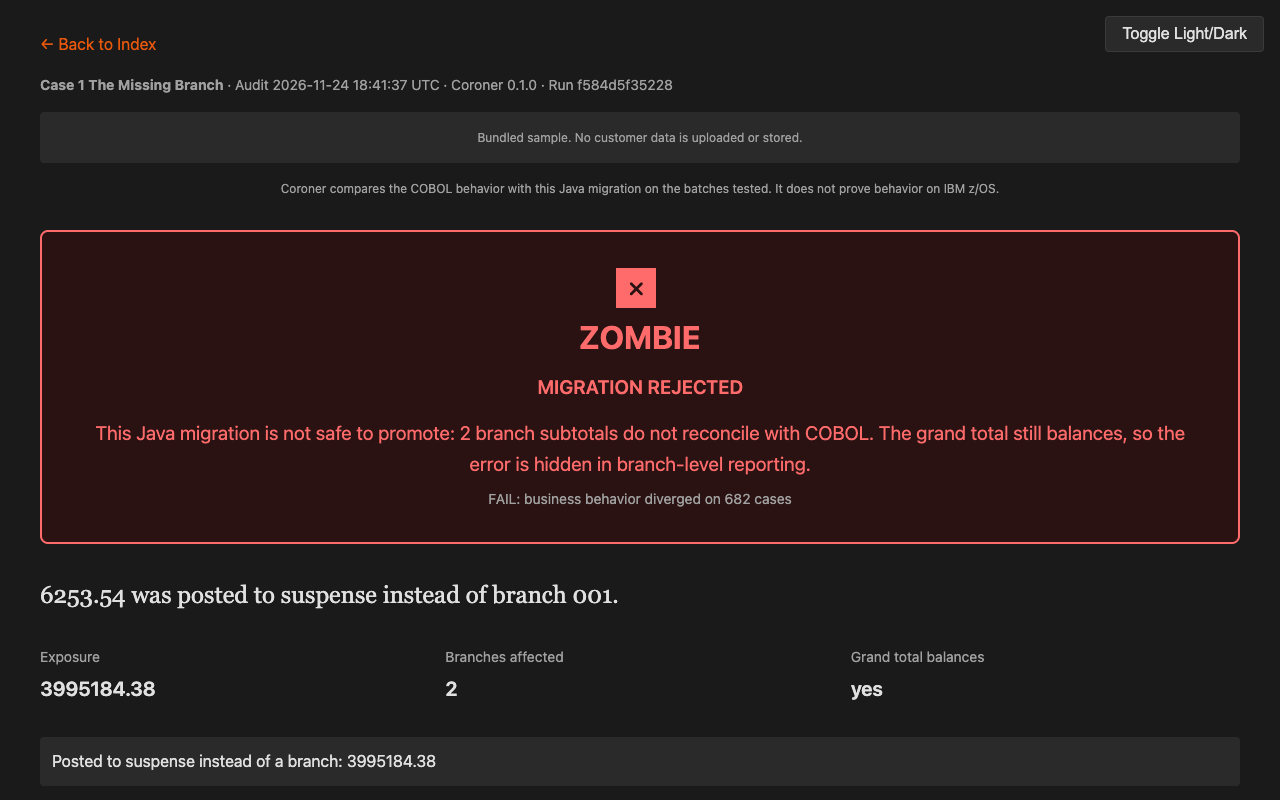 ← Back to Index
Toggle Light/Dark
Case 1 The Missing Branch · Audit 2026-11-24 18:41:37 UTC · Coroner 0.1.0 · Run f584d5f35228
Bundled sample. No customer data is uploaded or stored.
Coroner compares the COBOL behavior with this Java migration on the batches tested. It does not prove behavior on IBM z/OS.
✕
ZOMBIE
MIGRATION REJECTED
This Java migration is not safe to promote: 2 branch subtotals do not reconcile with COBOL. The grand total still balances, so the
error is hidden in branch-level reporting.
FAIL: business behavior diverged on 682 cases
6253.54 was posted to suspense instead of branch 001.
Exposure
3995184.38
Branches affected
2
Grand total balances
yes
Posted to suspense instead of a branch: 3995184.38